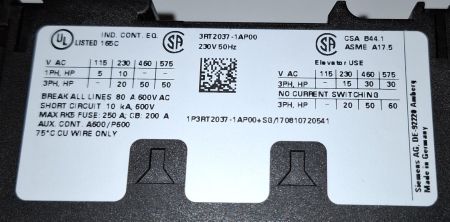 UL IND. CONT. EQ.
LISTED 165C
SA
3RT2037-1AP00
230V 50Hz
SA
CSA B44.1
ASME A17.5
V AC 115 230 460 575
1PH, HP 5 10 - -
3PH, HP - 20 50 50
BREAK ALL LINES 80 A 600V AC
SHORT CIRCUIT 10 kA, 600V
MAX RK5 FUSE: 250 A; CB: 200 A
AUX. CONT. A600/P600
75°C CU WIRE ONLY
Elevator USE
V AC 115 230 460 575
3PH, HP - 15 30 30
NO CURRENT SWITCHING
3PH, HP - 20 50 60
1P3RT2037-1AP00+SG/170810720541
Siemens AG, DE-92220 Amberg
Made in Germany